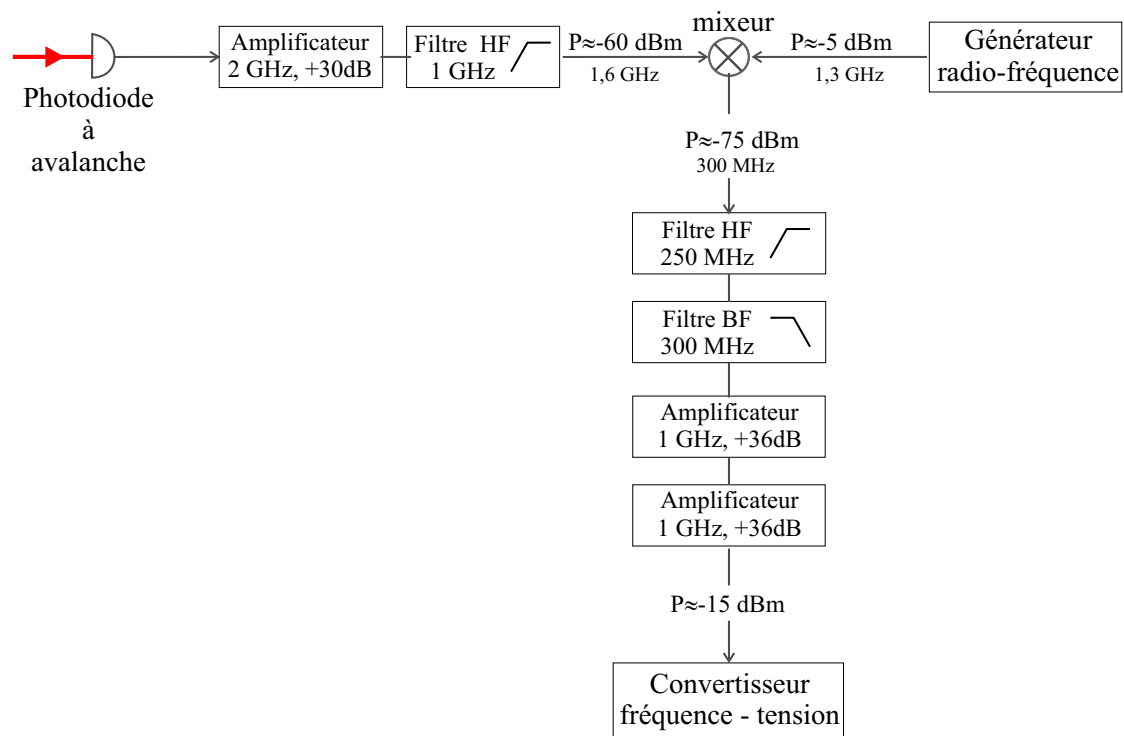 mixeur
Amplificateur
2 GHz, +30dB
Filtre HF
1 GHz
P≈-60 dBm
1,6 GHz
P≈-5 dBm
1,3 GHz
Générateur
radio-fréquence
Photodiode
à
avalanche
P≈-75 dBm
300 MHz
Filtre HF
250 MHz
Filtre BF
300 MHz
Amplificateur
1 GHz, +36dB
Amplificateur
1 GHz, +36dB
P≈-15 dBm
Convertisseur
fréquence - tension